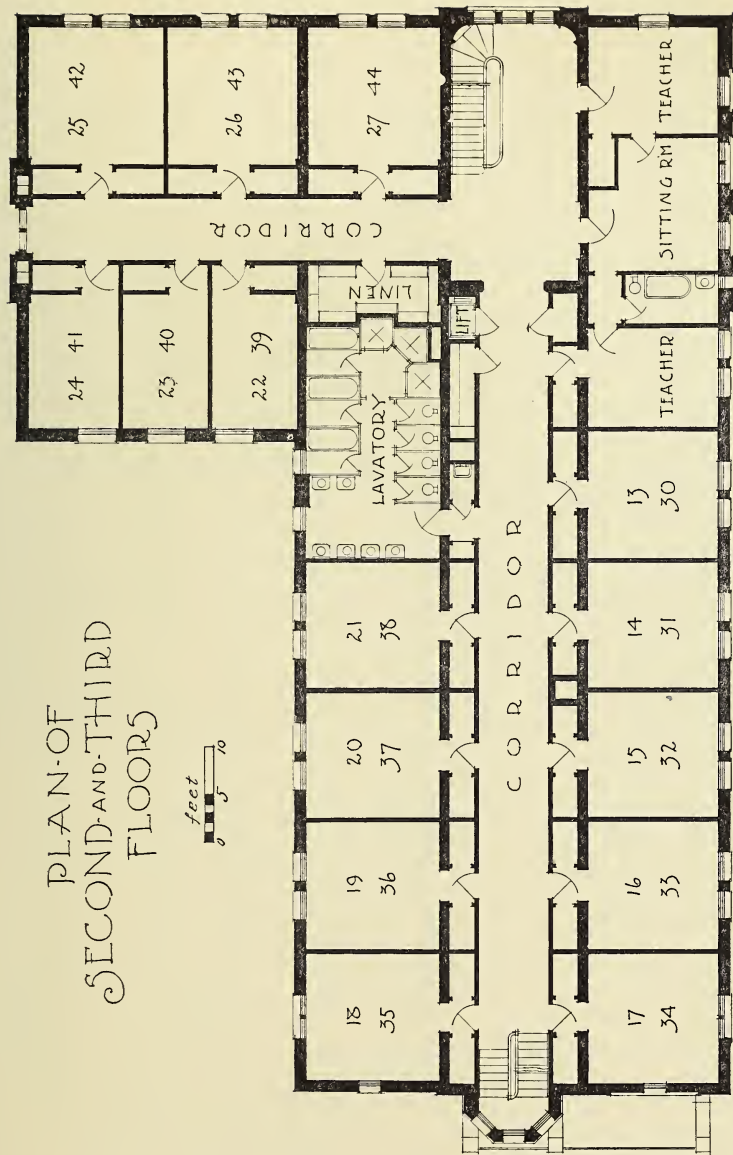 PLAN·OF
SECOND·AND·THIRD
FLOORS
feet
0 5 10
25 42
26 43
27 44
TEACHER
SITTING RM
TEACHER
CORRIDOR
24 41
23 40
22 39
LINEN
LIFT
LAVATORY
CORRIDOR
21
38
20
37
19
36
18
35
13
30
14
31
15
32
16
33
17
34